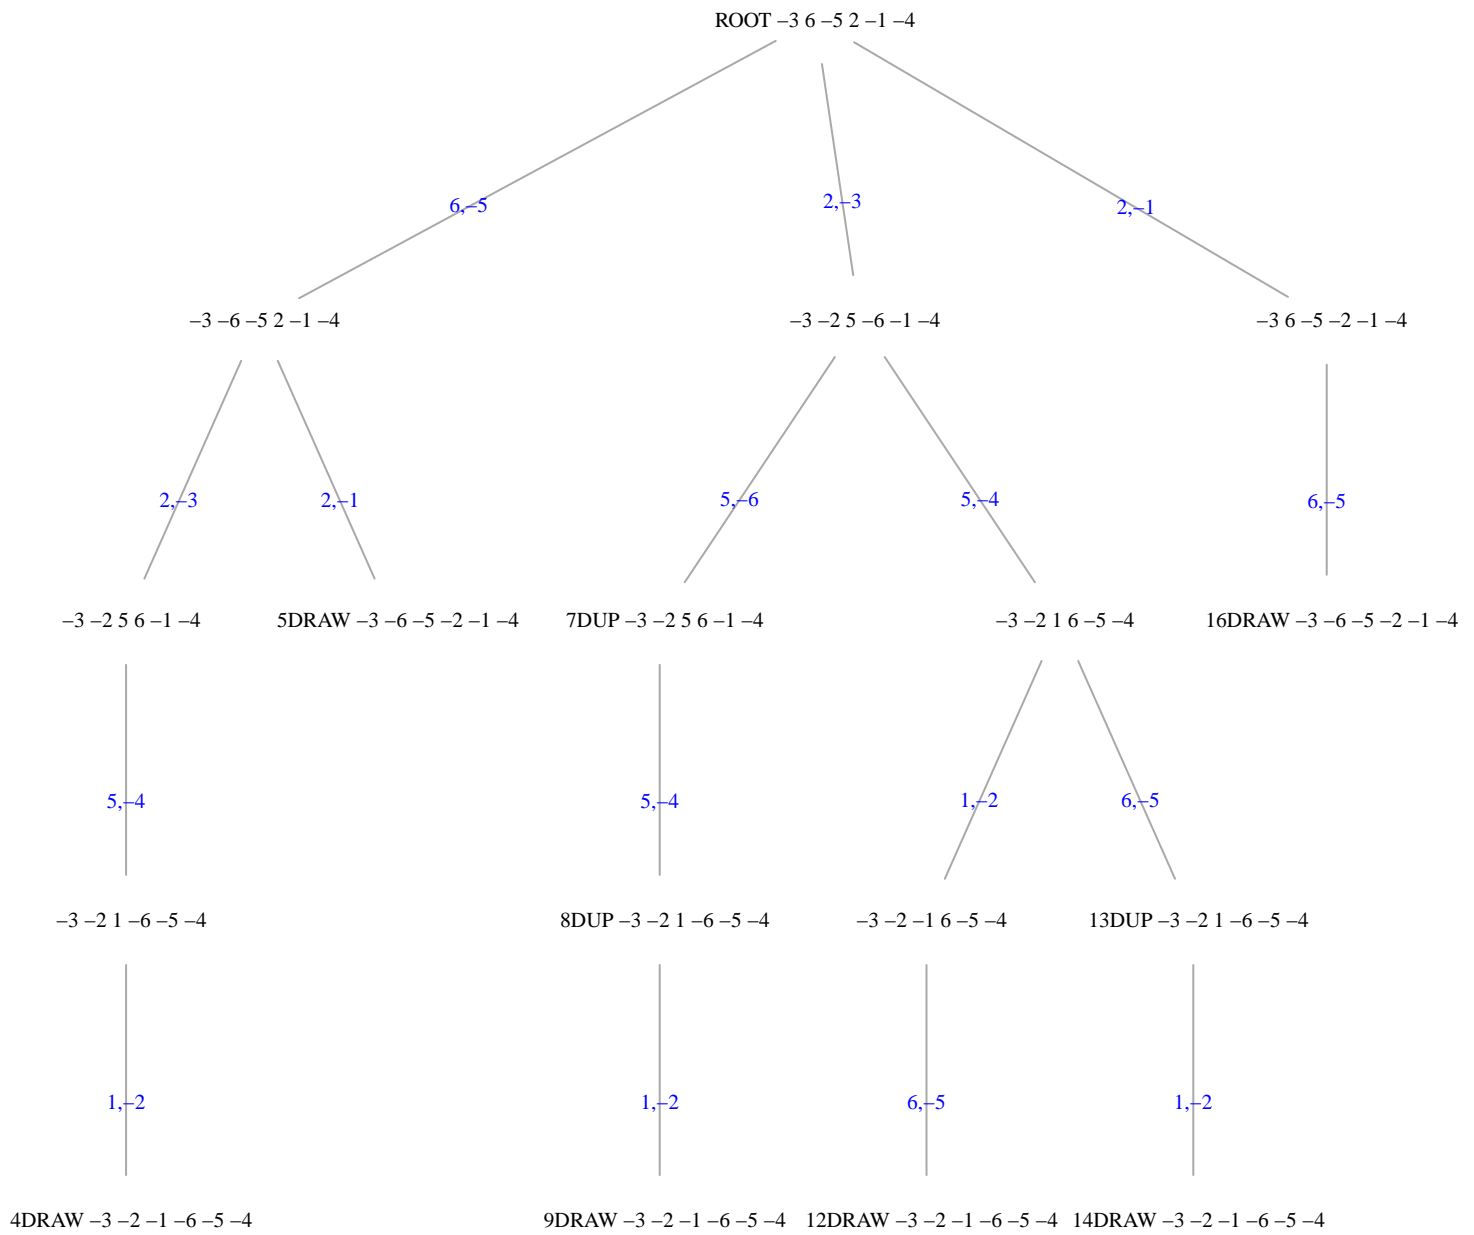 ROOT –3 6 –5 2 –1 –4
6,–5
2,–3
2,–1
–3 –6 –5 2 –1 –4
–3 –2 5 –6 –1 –4
–3 6 –5 –2 –1 –4
2,–3
2,–1
5,–6
5,–4
6,–5
–3 –2 5 6 –1 –4
5DRAW –3 –6 –5 –2 –1 –4
7DUP –3 –2 5 6 –1 –4
–3 –2 1 6 –5 –4
16DRAW –3 –6 –5 –2 –1 –4
5,–4
5,–4
1,–2
6,–5
–3 –2 1 –6 –5 –4
8DUP –3 –2 1 –6 –5 –4
–3 –2 –1 6 –5 –4
13DUP –3 –2 1 –6 –5 –4
1,–2
1,–2
6,–5
1,–2
4DRAW –3 –2 –1 –6 –5 –4
9DRAW –3 –2 –1 –6 –5 –4
12DRAW –3 –2 –1 –6 –5 –4
14DRAW –3 –2 –1 –6 –5 –4